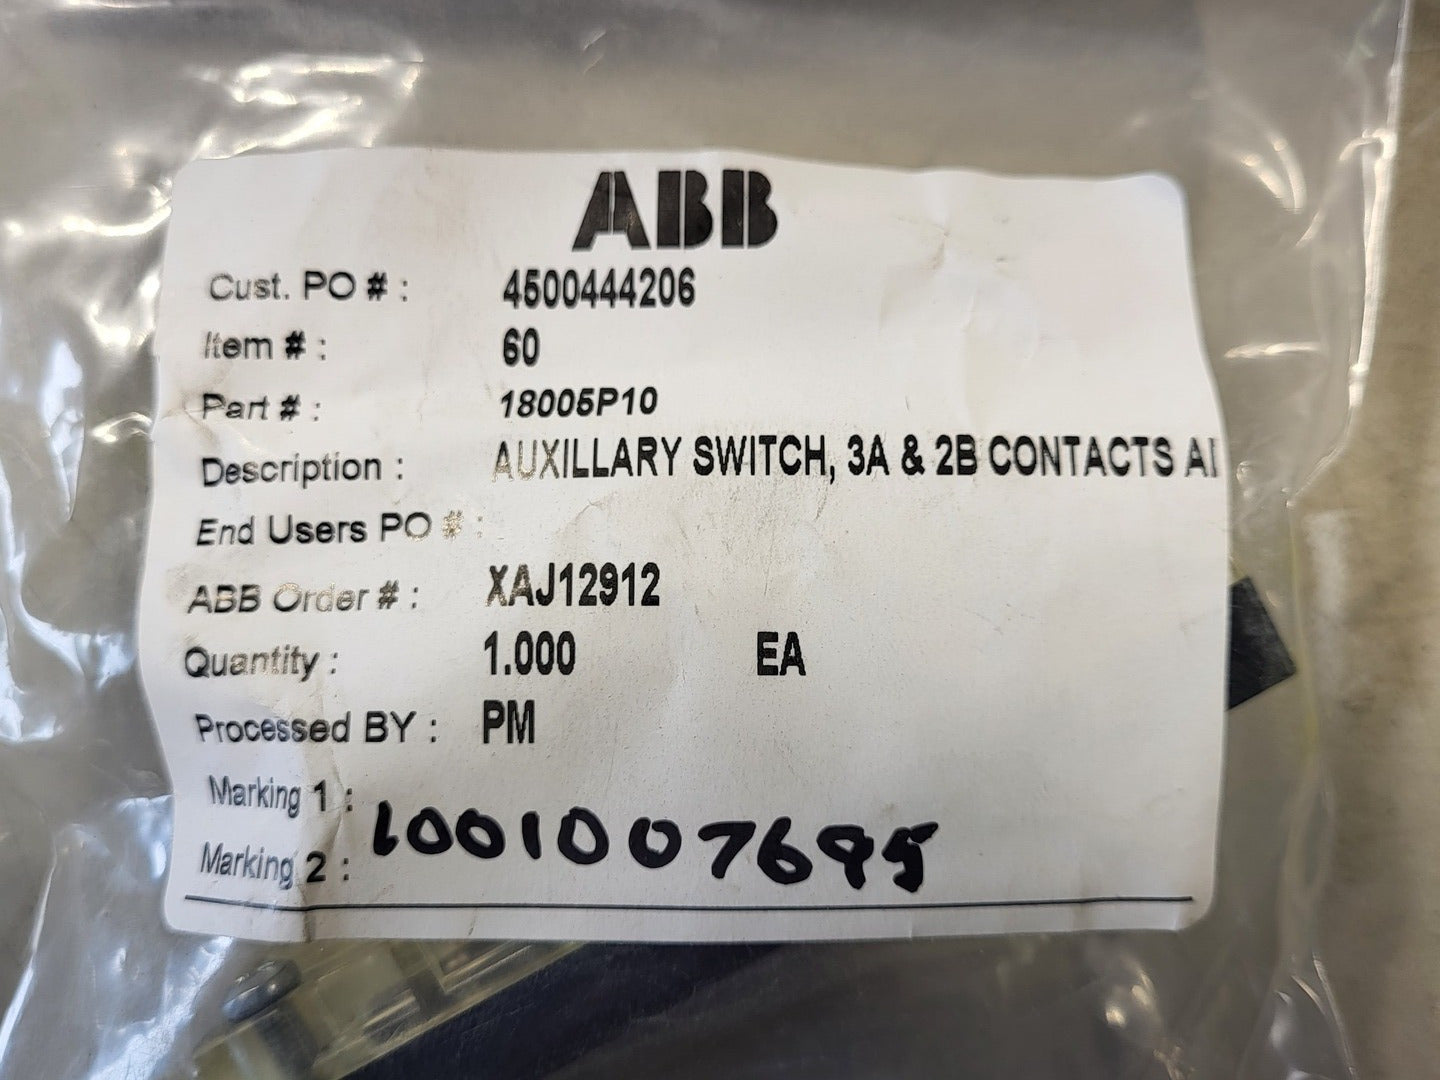 ABB
Cust. PO # : 4500444206
Item # : 60
Part # : 18005P10
Description : AUXILLARY SWITCH, 3A & 2B CONTACTS
End Users PO # :
ABB Order # : XAJ12912
Quantity : 1.000 EA
Processed BY : PM
Marking 1 :
Marking 2 : 10010076